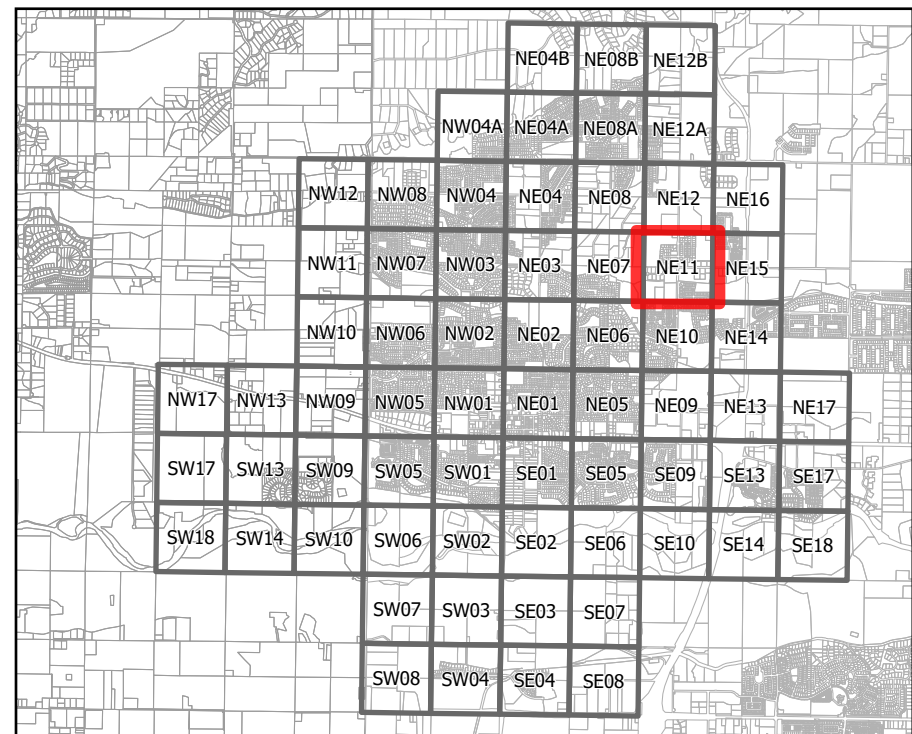 NE04B NE08B NE12B
NW04A NE04A NE08A NE12A
NW12 NW08 NW04 NE04 NE08 NE12 NE16
NW11 NW07 NW03 NE03 NE07 NE11 NE15
NW10 NW06 NW02 NE02 NE06 NE10 NE14
NW17 NW13 NW09 NW05 NW01 NE01 NE05 NE09 NE13 NE17
SW17 SW13 SW09 SW05 SW01 SE01 SE05 SE09 SE13 SE17
SW18 SW14 SW10 SW06 SW02 SE02 SE06 SE10 SE14 SE18
SW07 SW03 SE03 SE07
SW08 SW04 SE04 SE08